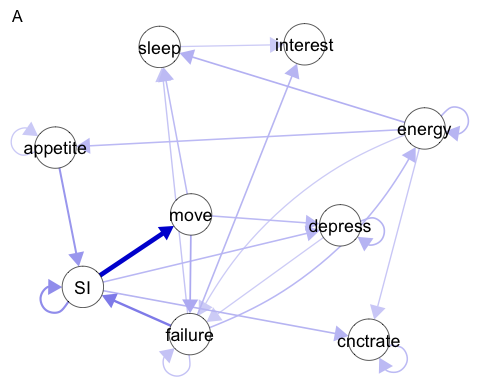 A
sleep
interest
energy
appetite
move
depress
SI
failure
cnctrate